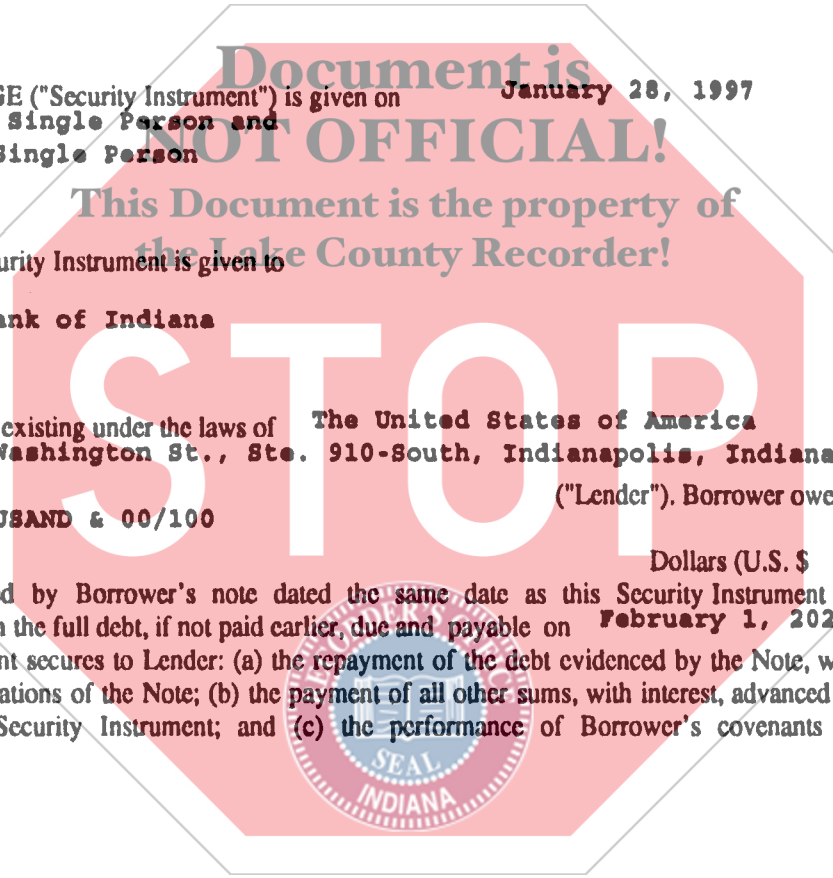 Document is
GE ("Security Instrument") is given on January 28, 1997
Single Person and
NOT OFFICIAL!
Single Person
This Document is the property of
the Lake County Recorder!
urity Instrument is given to
ank of Indiana
STOP
existing under the laws of The United States of America
Washington St., Ste. 910-South, Indianapolis, Indiana
("Lender"). Borrower owe
USAND & 00/100
Dollars (U.S. $
d by Borrower's note dated the same date as this Security Instrument
n the full debt, if not paid earlier, due and payable on February 1, 202
nt secures to Lender: (a) the repayment of the debt evidenced by the Note, w
ations of the Note; (b) the payment of all other sums, with interest, advanced
Security Instrument; and (c) the performance of Borrower's covenants
SEAL
INDIANA